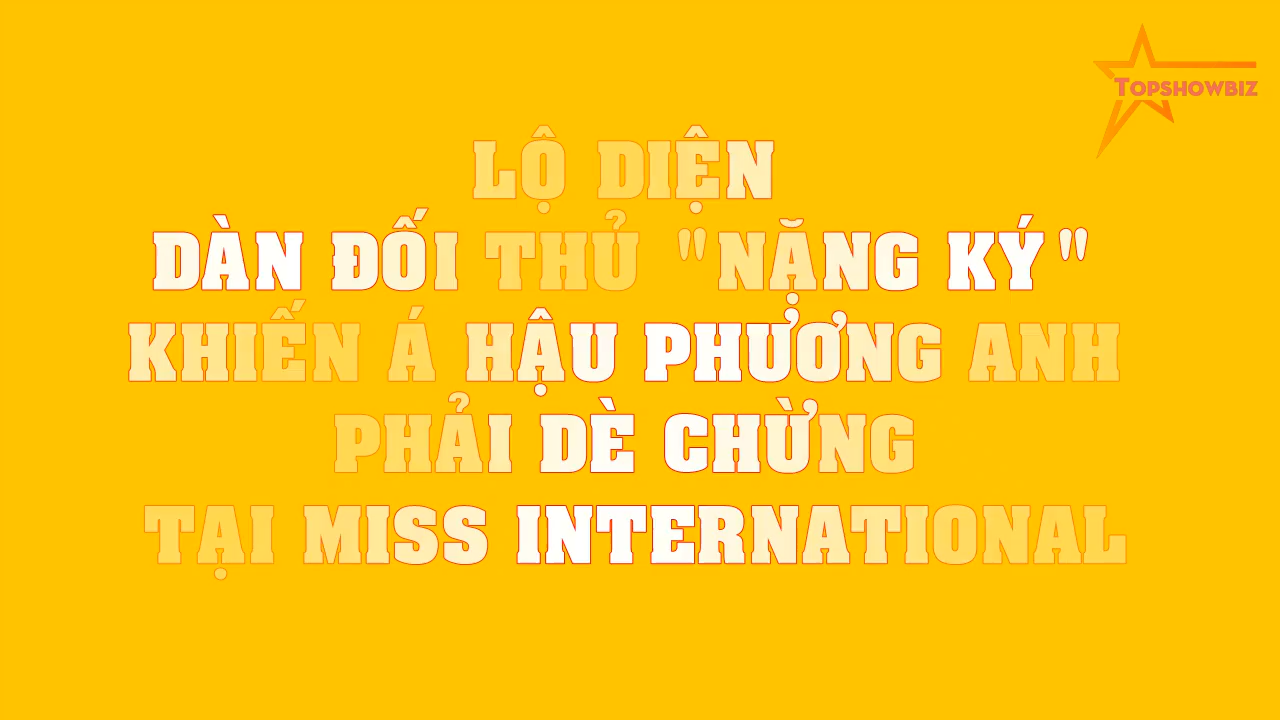 TOPSHOWBIZ
LỘ DIỆN
DÀN ĐỐI THỦ "NẶNG KÝ"
KHIẾN Á HẬU PHƯƠNG ANH
PHẢI DÈ CHỪNG
TẠI MISS INTERNATIONAL